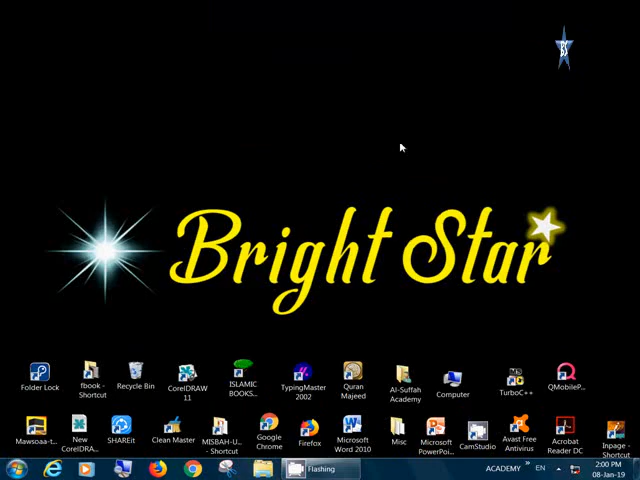 BS
Bright Star
Folder Lock
fbook -
Shortcut
Recycle Bin
CorelDRAW
11
ISLAMIC
BOOKS...
TypingMaster
2002
Quran
Majeed
Al-Suffah
Academy
Computer
TurboC++
QMobileP...
Mawsoaa-t...
New
CorelDRA...
SHAREit
Clean Master
MISBAH-U...
- Shortcut
Google
Chrome
Firefox
Microsoft
Word 2010
Misc
Microsoft
PowerPoi...
CamStudio
Avast Free
Antivirus
Acrobat
Reader DC
Inpage -
Shortcut
Flashing
ACADEMY
»
EN
2:00 PM
08-Jan-19